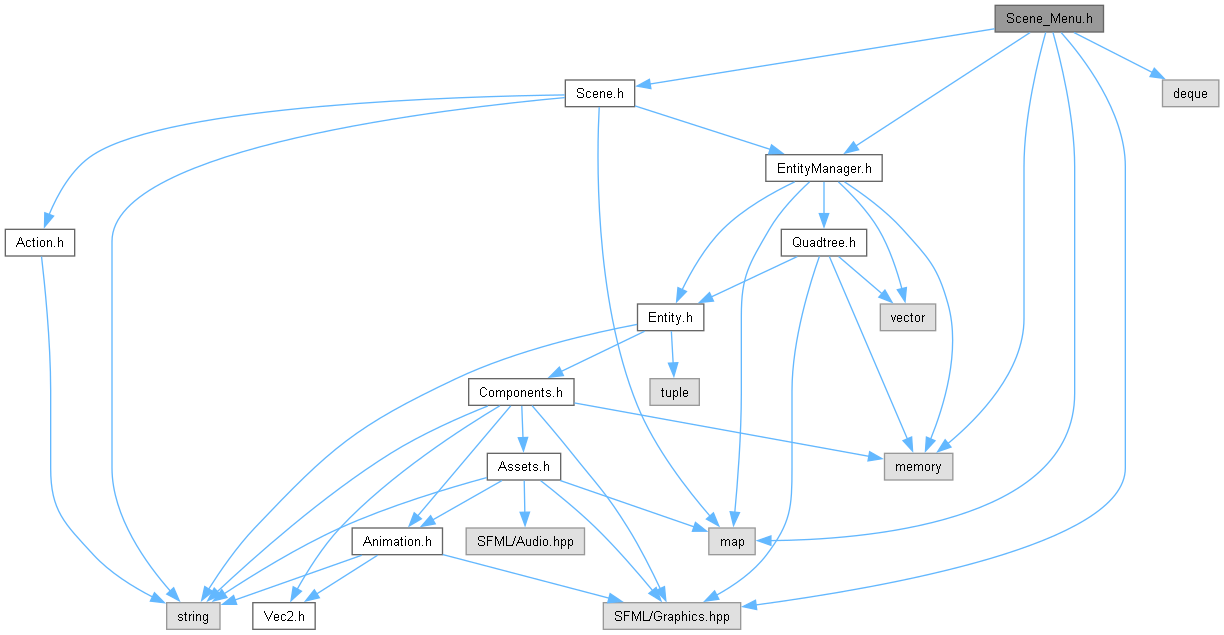 Scene_Menu.h
Scene.h
deque
EntityManager.h
Action.h
Quadtree.h
Entity.h
vector
Components.h
tuple
Assets.h
memory
Animation.h
SFML/Audio.hpp
map
string
Vec2.h
SFML/Graphics.hpp